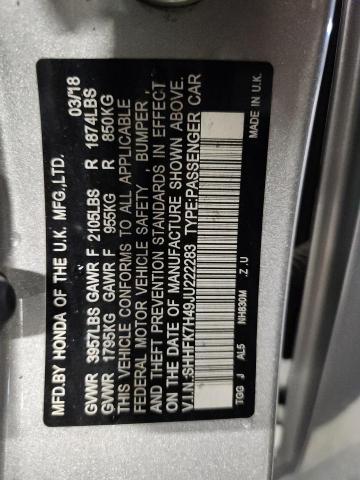 MFD.BY HONDA OF THE U.K. MFG.,LTD. 03/18
GVWR 3957LBS GAWR F 2105LBS R 1874LBS
GVWR 1795KG GAWR F 955KG R 850KG
THIS VEHICLE CONFORMS TO ALL APPLICABLE
FEDERAL MOTOR VEHICLE SAFETY , BUMPER ,
AND THEFT PREVENTION STANDARDS IN EFFECT
ON THE DATE OF MANUFACTURE SHOWN ABOVE.
V.I.N.:SHHFK7H49JU222283 TYPE:PASSENGER CAR
TGG J AL5 NH830M Z .U MADE IN U.K.